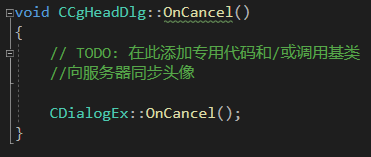 void CCgHeadDlg::OnCancel()
{
// TODO: 在此添加专用代码和/或调用基类
//向服务器同步头像
CDialogEx::OnCancel();
}